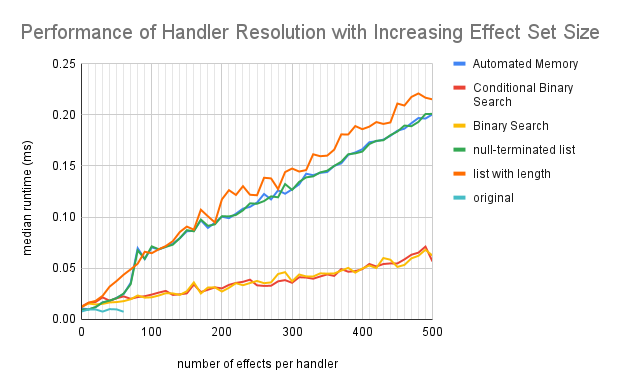 Performance of Handler Resolution with Increasing Effect Set Size
0.25
0.20
0.15
0.10
0.05
0.00
median runtime (ms)
0
100
200
300
400
500
number of effects per handler
Automated Memory
Conditional Binary
Search
Binary Search
null-terminated list
list with length
original